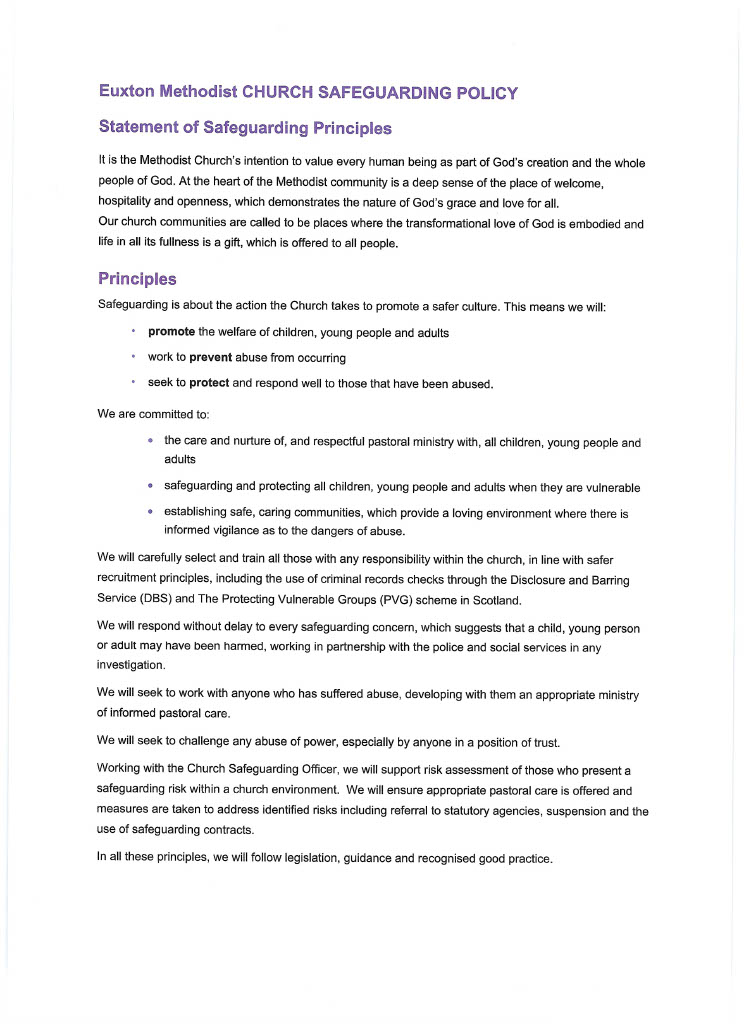 Euxton Methodist CHURCH SAFEGUARDING POLICY
Statement of Safeguarding Principles
It is the Methodist Church's intention to value every human being as part of God's creation and the whole
people of God. At the heart of the Methodist community is a deep sense of the place of welcome,
hospitality and openness, which demonstrates the nature of God's grace and love for all.
Our church communities are called to be places where the transformational love of God is embodied and
life in all its fullness is a gift, which is offered to all people.
Principles
Safeguarding is about the action the Church takes to promote a safer culture. This means we will:
• promote the welfare of children, young people and adults
• work to prevent abuse from occurring
• seek to protect and respond well to those that have been abused.
We are committed to:
• the care and nurture of, and respectful pastoral ministry with, all children, young people and
adults
• safeguarding and protecting all children, young people and adults when they are vulnerable
• establishing safe, caring communities, which provide a loving environment where there is
informed vigilance as to the dangers of abuse.
We will carefully select and train all those with any responsibility within the church, in line with safer
recruitment principles, including the use of criminal records checks through the Disclosure and Barring
Service (DBS) and The Protecting Vulnerable Groups (PVG) scheme in Scotland.
We will respond without delay to every safeguarding concern, which suggests that a child, young person
or adult may have been harmed, working in partnership with the police and social services in any
investigation.
We will seek to work with anyone who has suffered abuse, developing with them an appropriate ministry
of informed pastoral care.
We will seek to challenge any abuse of power, especially by anyone in a position of trust.
Working with the Church Safeguarding Officer, we will support risk assessment of those who present a
safeguarding risk within a church environment. We will ensure appropriate pastoral care is offered and
measures are taken to address identified risks including referral to statutory agencies, suspension and the
use of safeguarding contracts.
In all these principles, we will follow legislation, guidance and recognised good practice.